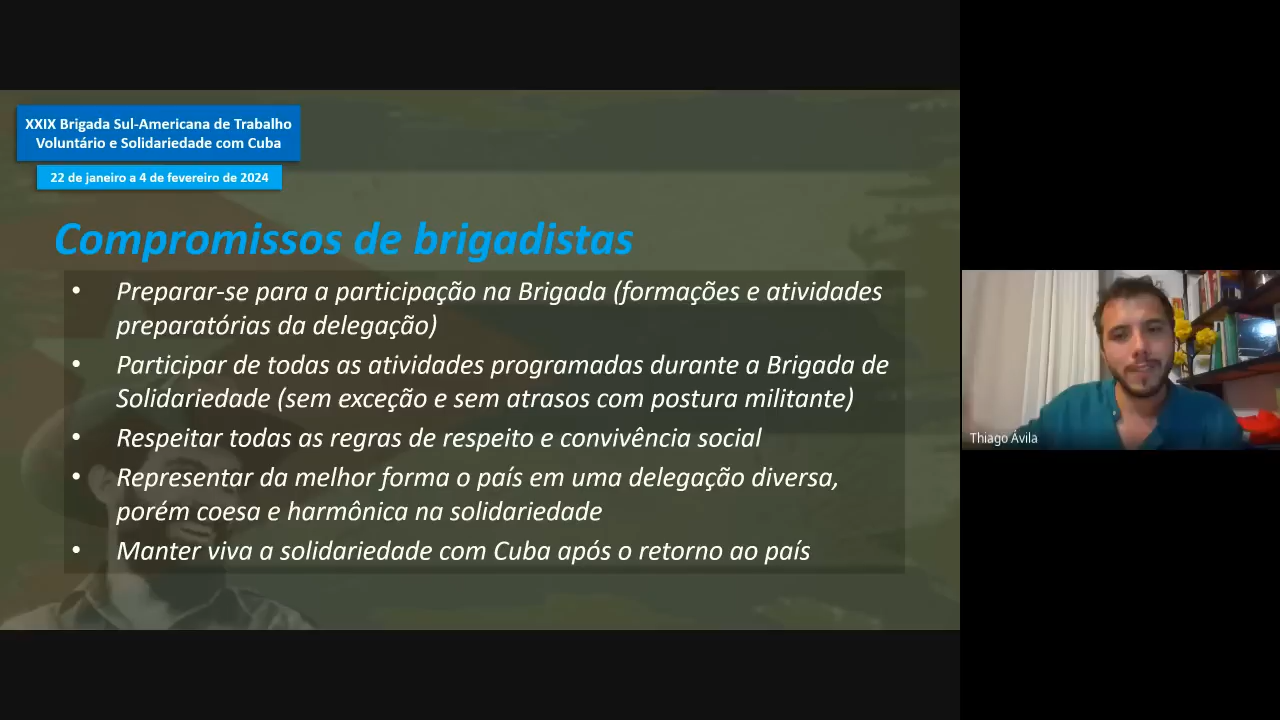 XXIX Brigada Sul-Americana de Trabalho
Voluntário e Solidariedade com Cuba
22 de janeiro a 4 de fevereiro de 2024
Compromissos de brigadistas
• Preparar-se para a participação na Brigada (formações e atividades
preparatórias da delegação)
• Participar de todas as atividades programadas durante a Brigada de
Solidariedade (sem exceção e sem atrasos com postura militante)
• Respeitar todas as regras de respeito e convivência social
• Representar da melhor forma o país em uma delegação diversa,
porém coesa e harmônica na solidariedade
• Manter viva a solidariedade com Cuba após o retorno ao país
Thiago Ávila